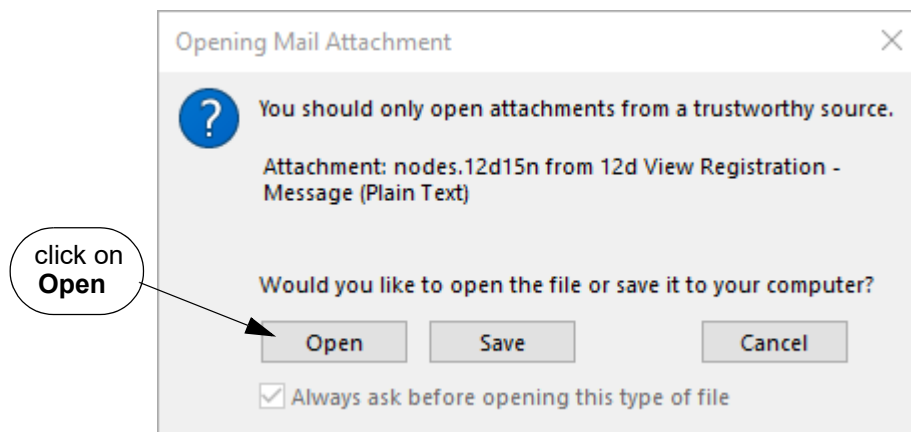 Opening Mail Attachment
You should only open attachments from a trustworthy source.
Attachment: nodes.12d15n from 12d View Registration -
Message (Plain Text)
click on
Open
Would you like to open the file or save it to your computer?
Open Save Cancel
Always ask before opening this type of file